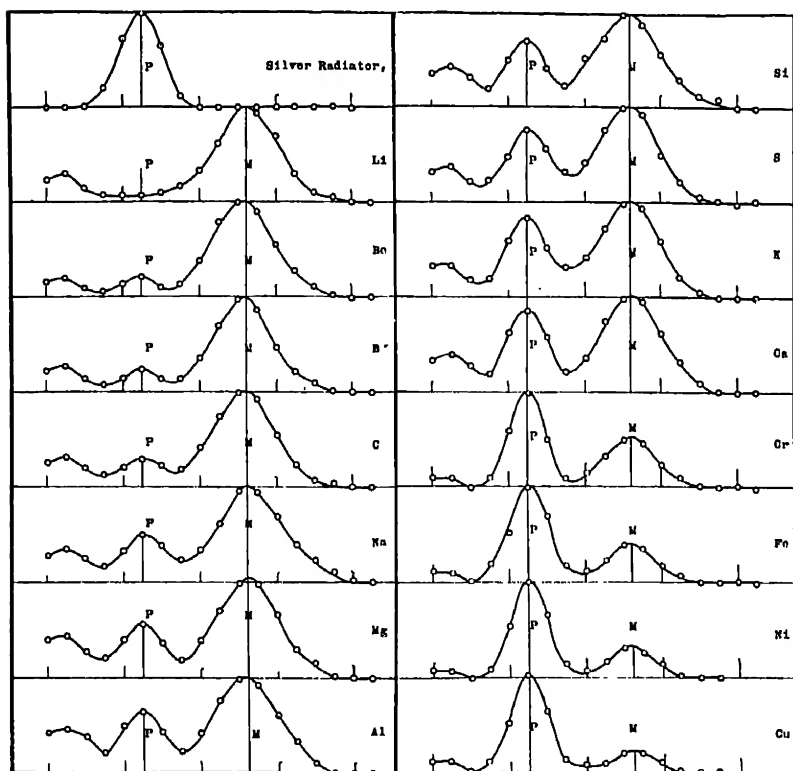 P
Silver Radiator.
P M Li
P M Be
P M B
P M C
P M Na
P M Mg
P M Al
P M Si
P M S
P M K
P M Ca
P M Cr
P M Fe
P M Ni
P M Cu